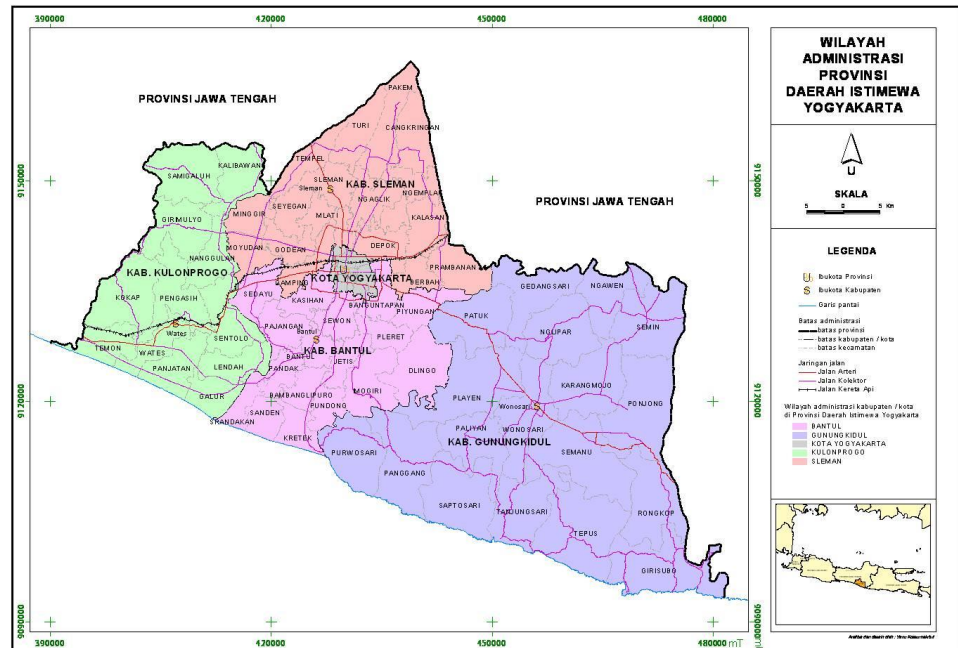 390000
420000
450000
480000
WILAYAH
ADMINISTRASI
PROVINSI
DAERAH ISTIMEWA
YOGYAKARTA
PROVINSI JAWA TENGAH
PAKEM
TURI
CANGKRINGAN
TEMPEL
KALIBAWANG
SAMIGALUH
SLEMAN
Sleman
KAB. SLEMAN
NGEMPLAK
9150000
9150000
SEYEGAN
NGAGLIK
MINGGIR
MLATI
KALASAN
GIRIMULYO
PROVINSI JAWA TENGAH
SKALA
5 0 5 Km
MOYUDAN
GODEAN
DEPOK
NANGGULAN
PRAMBANAN
KAB. KULONPROGO
KOTA YOGYAKARTA
GAMPING
BERBAH
GEDANGSARI
NGAWEN
KOKAP
PENGASIH
SEDAYU
KASIHAN
BANGUNTAPAN
PIYUNGAN
PATUK
SEMIN
Wates
PAJANGAN
SEWON
NGLIPAR
Bantul
PLERET
TEMON
WATES
SENTOLO
BANTUL
KAB. BANTUL
PANJATAN
LENDAH
PANDAK
JETIS
DLINGO
KARANGMOJO
GALUR
BAMBANGLIPURO
IMOGIRI
PLAYEN
PONJONG
9120000
9120000
SANDEN
PUNDONG
Wonosari
SRANDAKAN
PALIYAN
WONOSARI
KRETEK
KAB. GUNUNGKIDUL
PURWOSARI
SEMANU
PANGGANG
SAPTOSARI
TANJUNGSARI
RONGKOP
TEPUS
GIRISUBO
9090000
9090000
390000
420000
450000
480000 mT
LEGENDA
Ibukota Provinsi
Ibukota Kabupaten
Garis pantai
Batas administrasi
batas provinsi
batas kabupaten / kota
batas kecamatan
Jaringan jalan
Jalan Arteri
Jalan Kolektor
Jalan Kereta Api
Wilayah administrasi kabupaten / kota
di Provinsi Daerah Istimewa Yogyakarta
BANTUL
GUNUNGKIDUL
KOTA YOGYAKARTA
KULONPROGO
SLEMAN